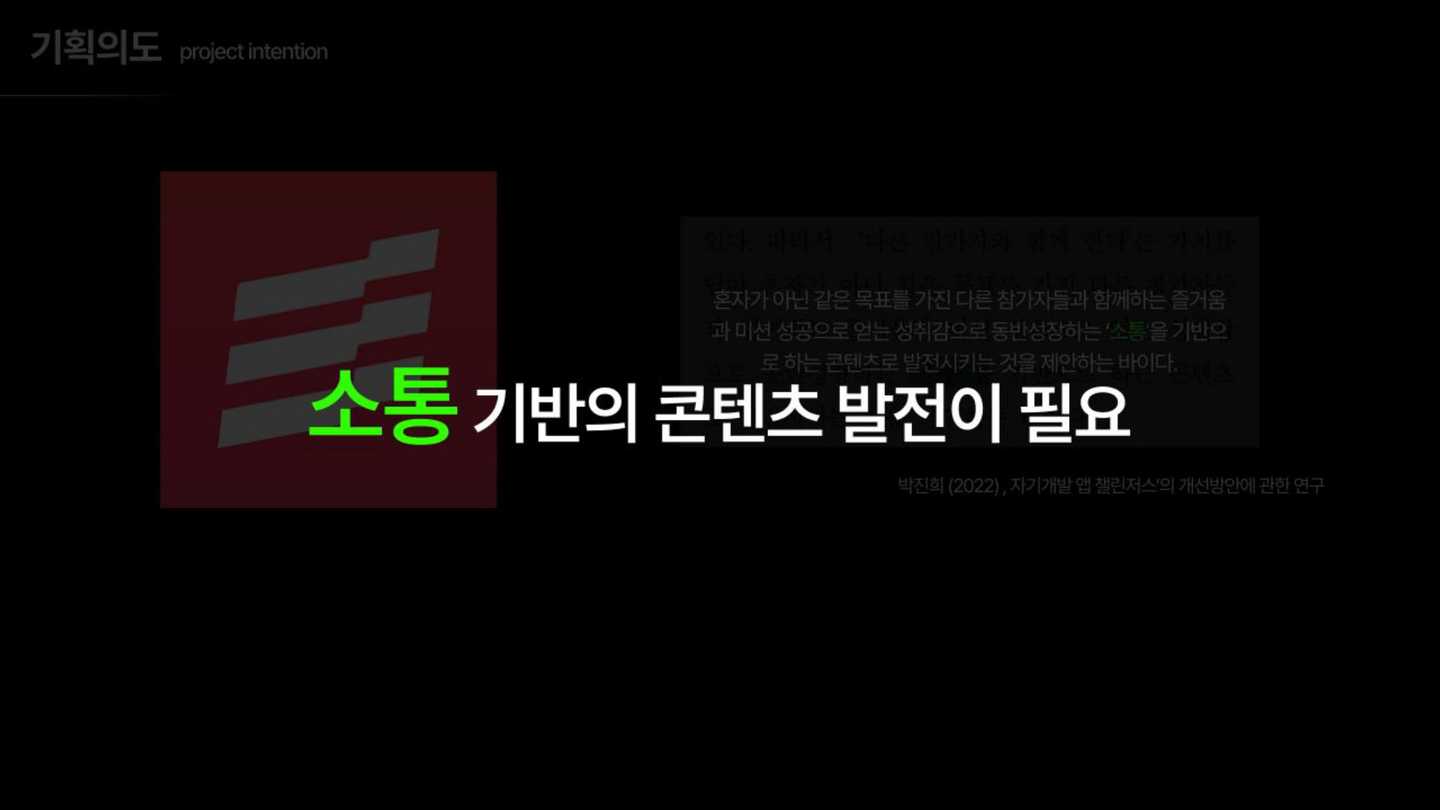 기획의도 project intention
혼자가 아닌 같은 목표를 가진 다른 참가자들과 함께하는 즐거움
과 미션 성공으로 얻는 성취감으로 동반성장하는 '소통'을 기반으
로 하는 콘텐츠로 발전시키는 것을 제안하는 바이다.
소통 기반의 콘텐츠 발전이 필요
박진희 (2022) , 자기개발 앱 챌린저스'의 개선방안에 관한 연구